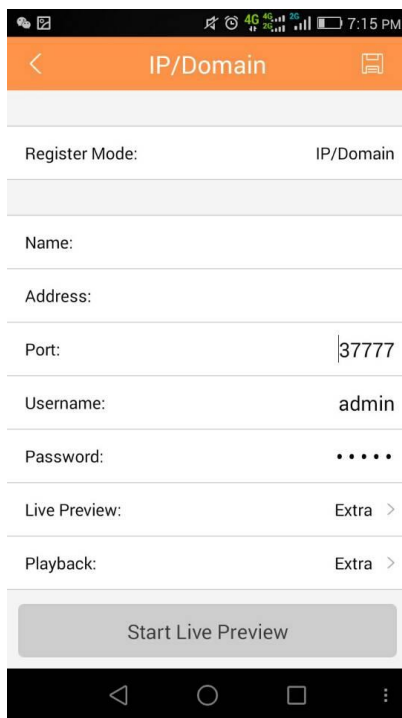 4G 4G 2G 2G 7:15 PM
IP/Domain
Register Mode: IP/Domain
Name:
Address:
Port: 37777
Username: admin
Password: •••••
Live Preview: Extra
Playback: Extra
Start Live Preview